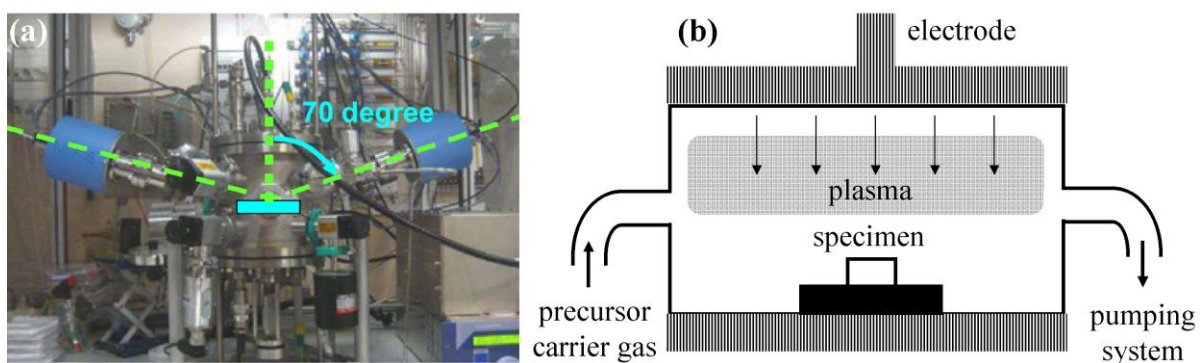 (a)
70 degree
(b)
electrode
plasma
specimen
precursor
carrier gas
pumping
system